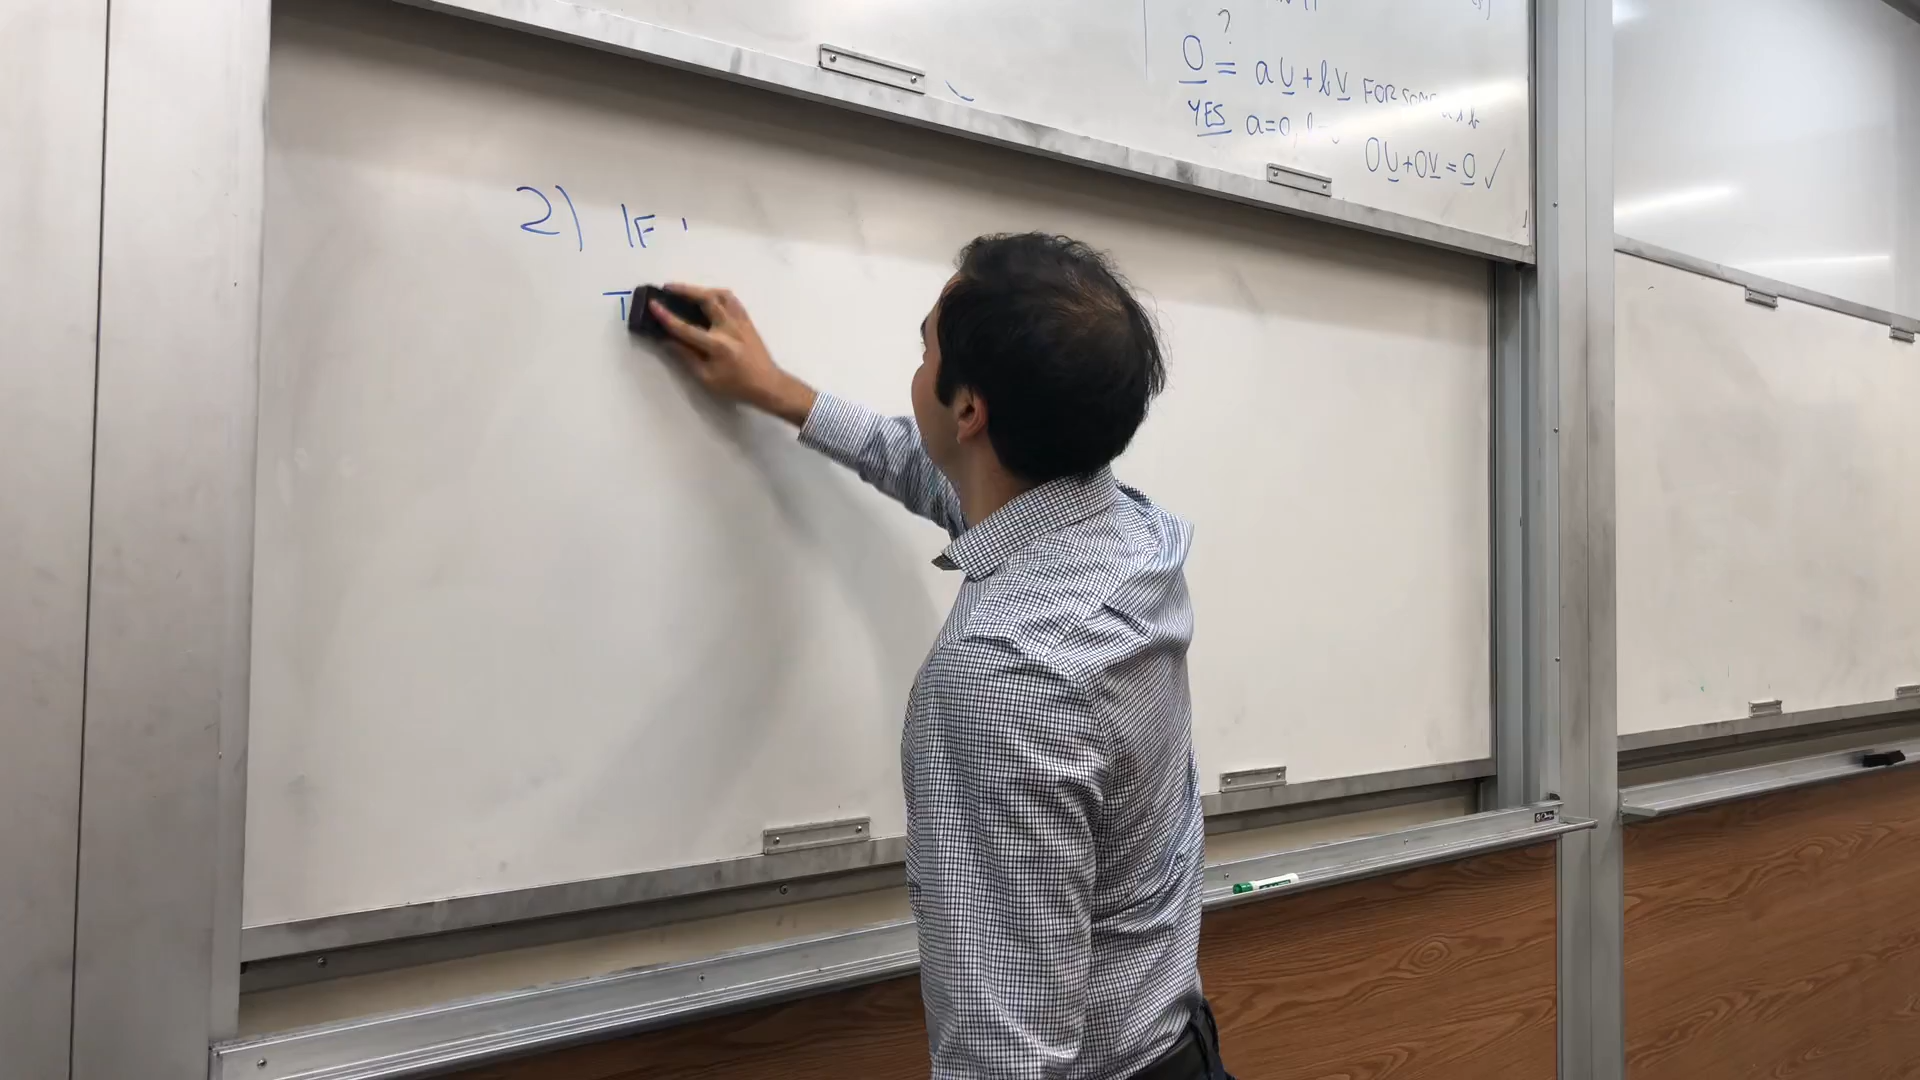 ?
0 = au + bv FOR SOME
YES a=0,
0u+0v=0 ✓
2) IF
T